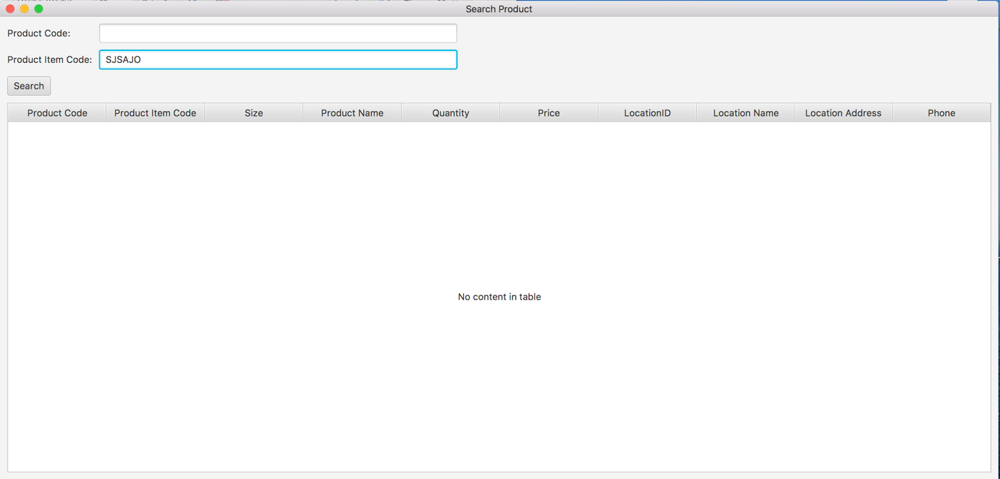 Search Product
Product Code:
Product Item Code: SJSAJO
Search
Product Code Product Item Code Size Product Name Quantity Price LocationID Location Name Location Address Phone
No content in table